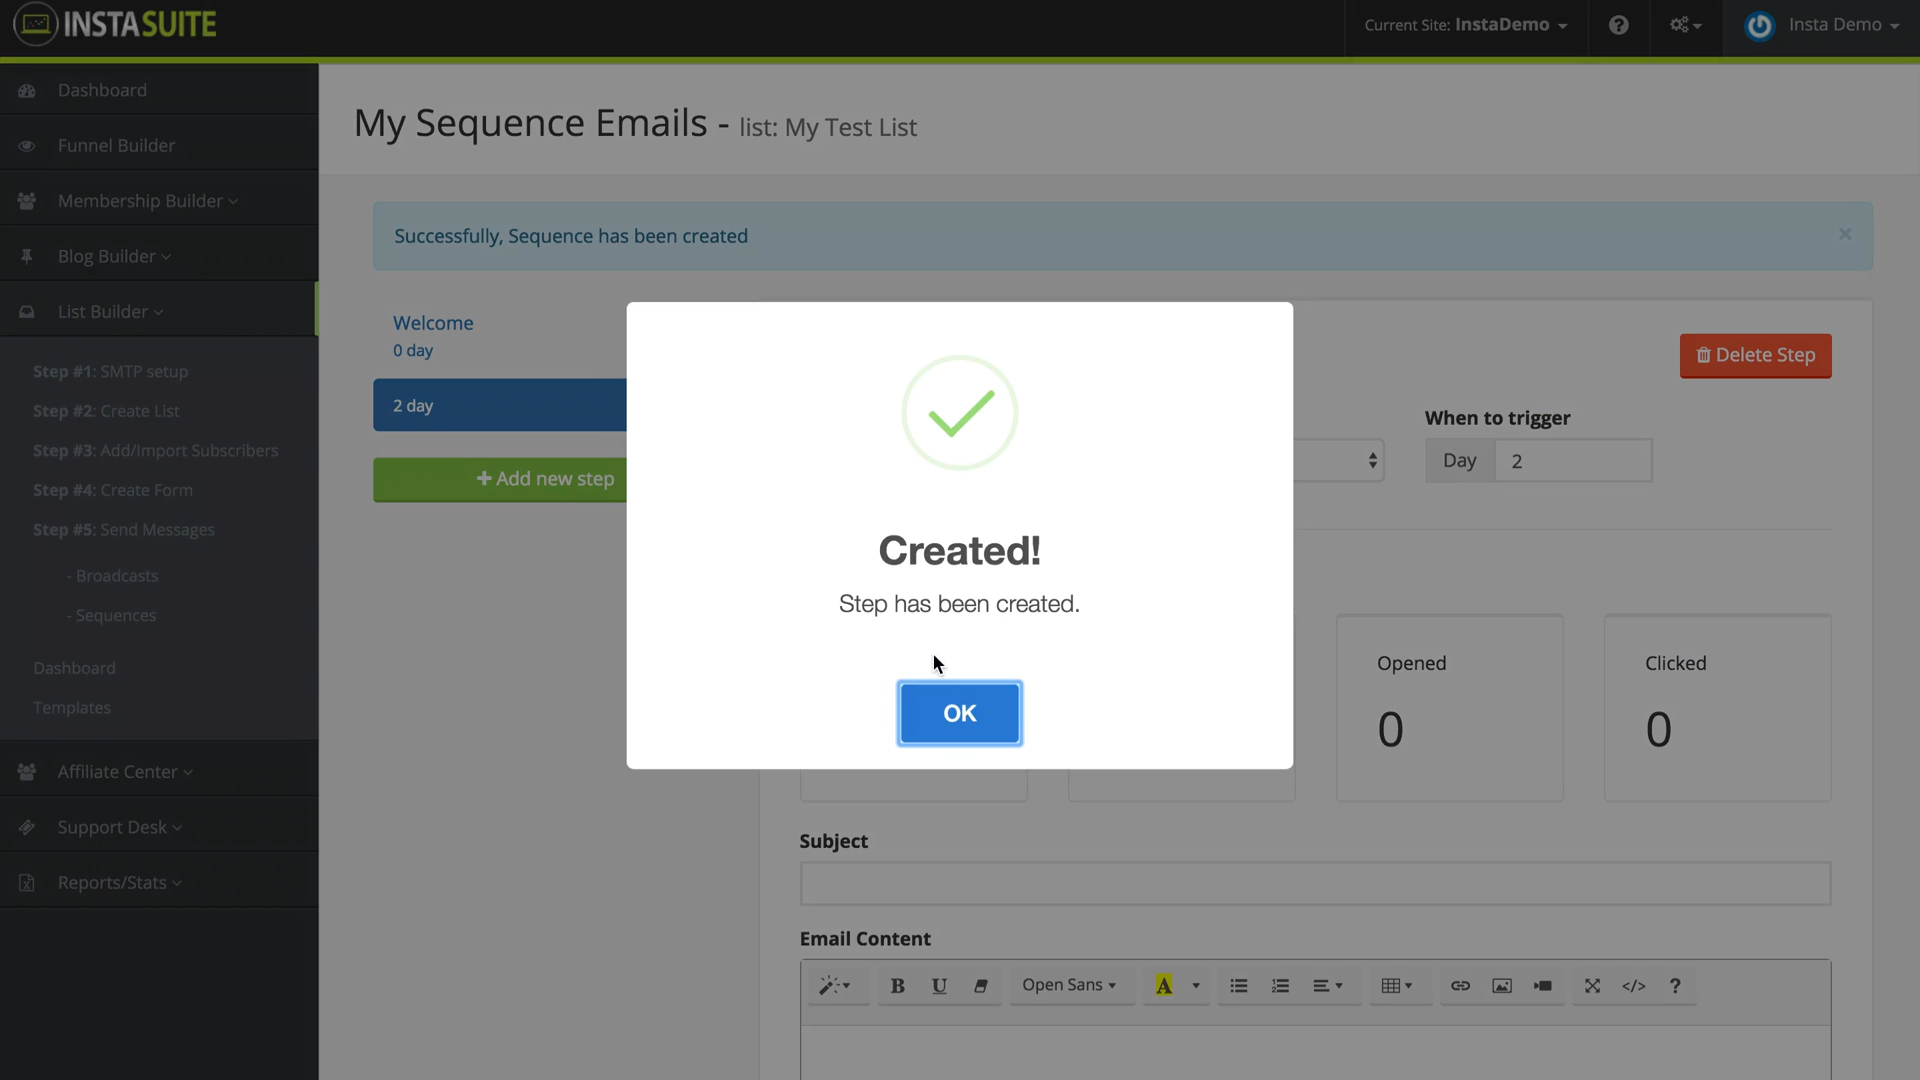 INSTASUITE
Current Site: InstaDemo
Insta Demo
Dashboard
Funnel Builder
Membership Builder
Blog Builder
List Builder
Step #1: SMTP setup
Step #2: Create List
Step #3: Add/Import Subscribers
Step #4: Create Form
Step #5: Send Messages
- Broadcasts
- Sequences
Dashboard
Templates
Affiliate Center
Support Desk
Reports/Stats
My Sequence Emails - list: My Test List
Successfully, Sequence has been created
×
Welcome
0 day
2 day
+ Add new step
Delete Step
When to trigger
Day 2
Created!
Step has been created.
OK
Opened
0
Clicked
0
Subject
Email Content
B U Open Sans A </> ?